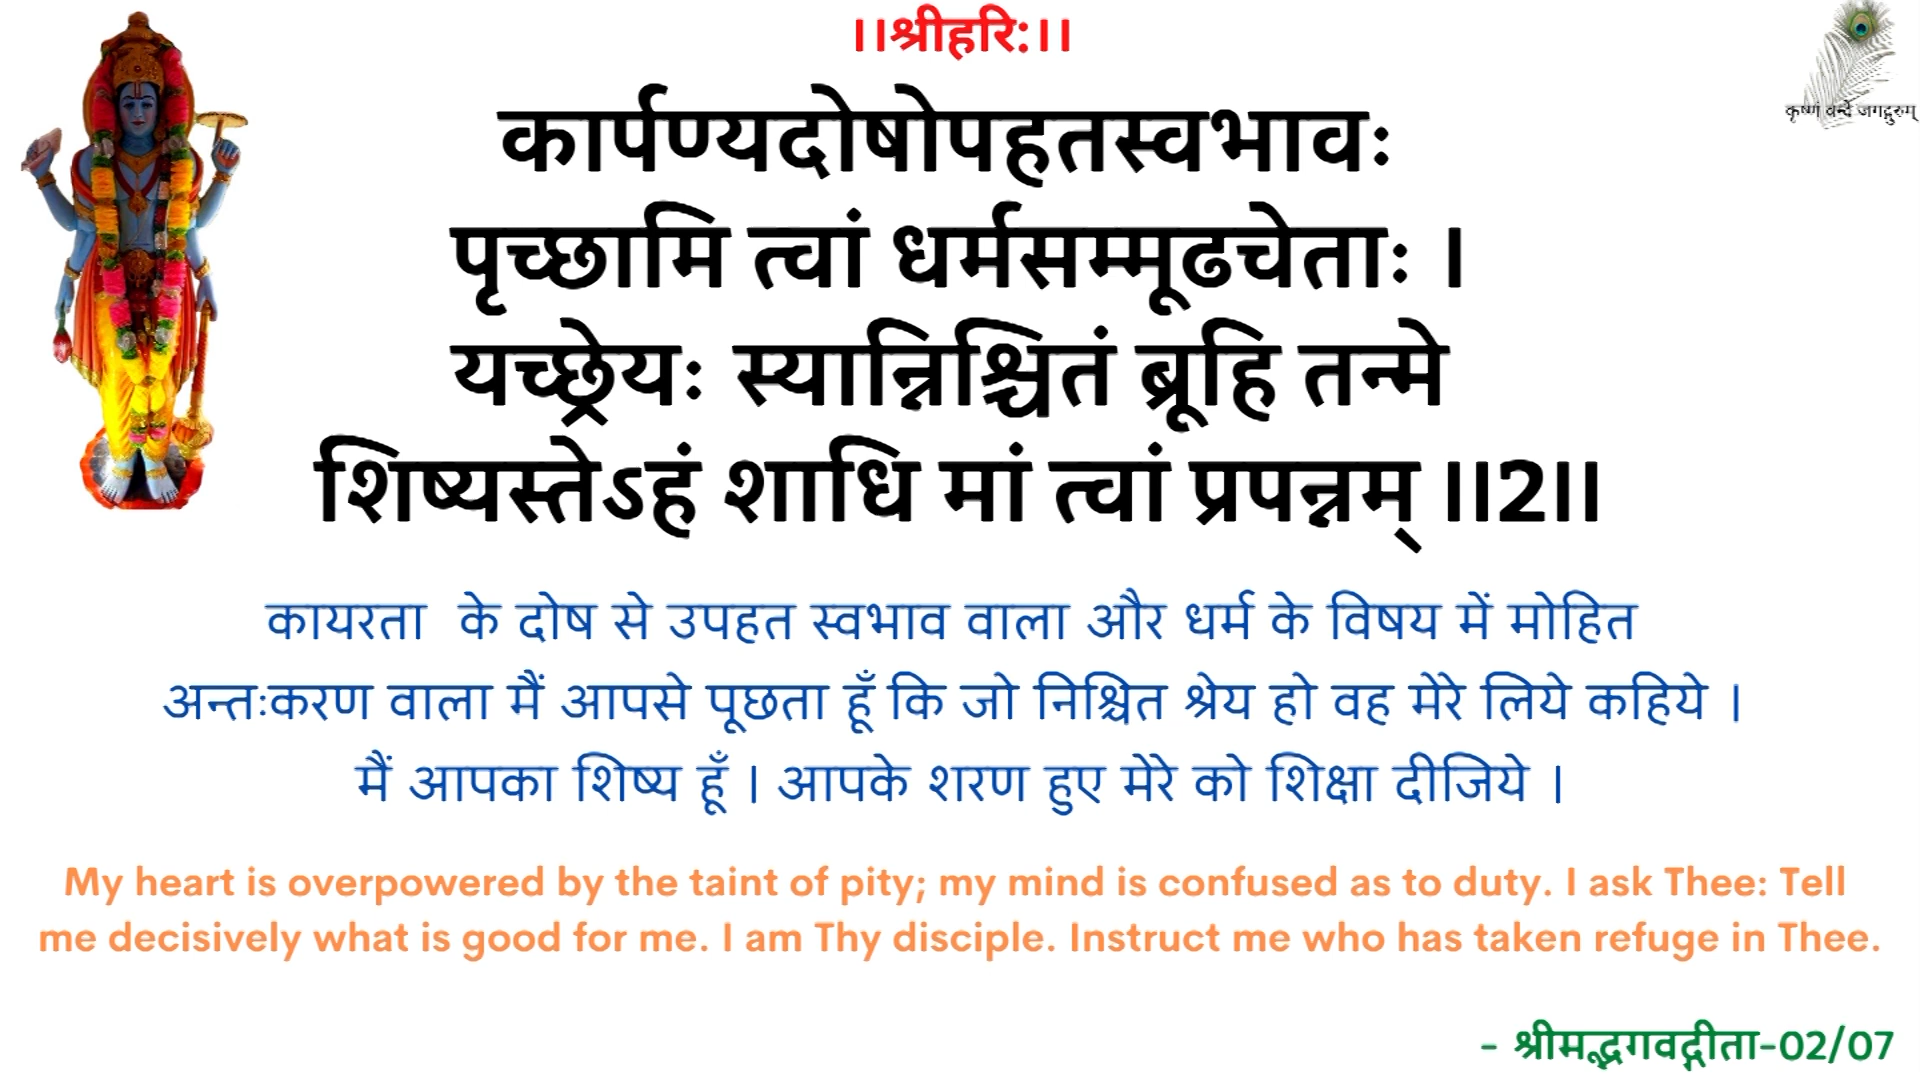 ।।श्रीहरि:।।
कृष्णं वन्दे जगद्गुरुम्
कार्पण्यदोषोपहतस्वभावः
पृच्छामि त्वां धर्मसम्मूढचेताः ।
यच्छ्रेयः स्यान्निश्चितं ब्रूहि तन्मे
शिष्यस्तेऽहं शाधि मां त्वां प्रपन्नम् ।।2।।
कायरता के दोष से उपहत स्वभाव वाला और धर्म के विषय में मोहित
अन्तःकरण वाला मैं आपसे पूछता हूँ कि जो निश्चित श्रेय हो वह मेरे लिये कहिये ।
मैं आपका शिष्य हूँ । आपके शरण हुए मेरे को शिक्षा दीजिये ।
My heart is overpowered by the taint of pity; my mind is confused as to duty. I ask Thee: Tell
me decisively what is good for me. I am Thy disciple. Instruct me who has taken refuge in Thee.
- श्रीमद्भगवद्गीता-02/07